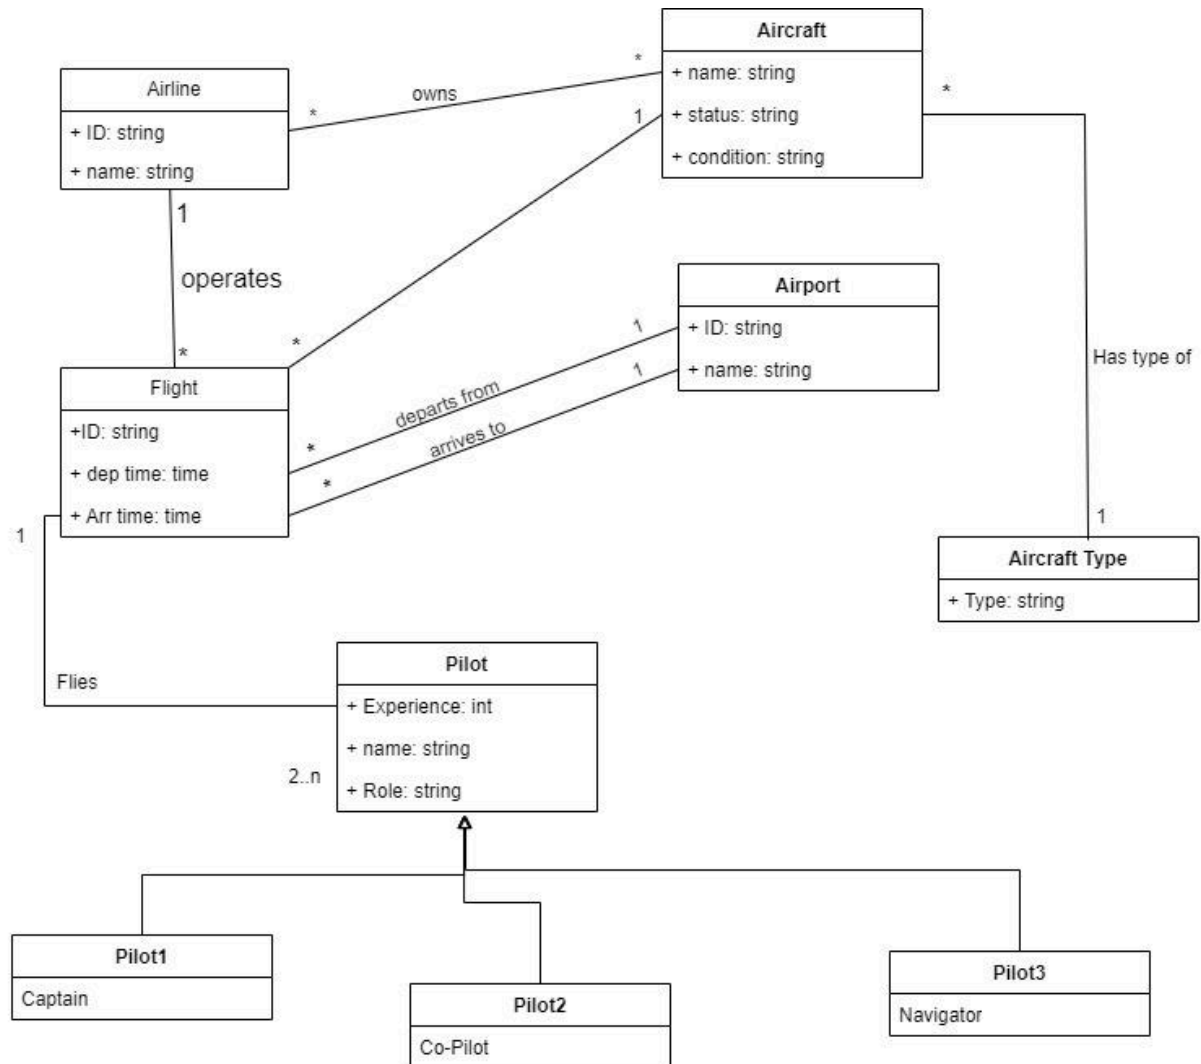 Aircraft
+ name: string
+ status: string
+ condition: string
*
*
owns
*
1
Airline
+ ID: string
+ name: string
1
operates
*
*
Airport
+ ID: string
+ name: string
1
1
departs from
arrives to
*
*
Has type of
1
Flight
+ID: string
+ dep time: time
+ Arr time: time
1
Aircraft Type
+ Type: string
Flies
2..n
Pilot
+ Experience: int
+ name: string
+ Role: string
Pilot1
Captain
Pilot2
Co-Pilot
Pilot3
Navigator